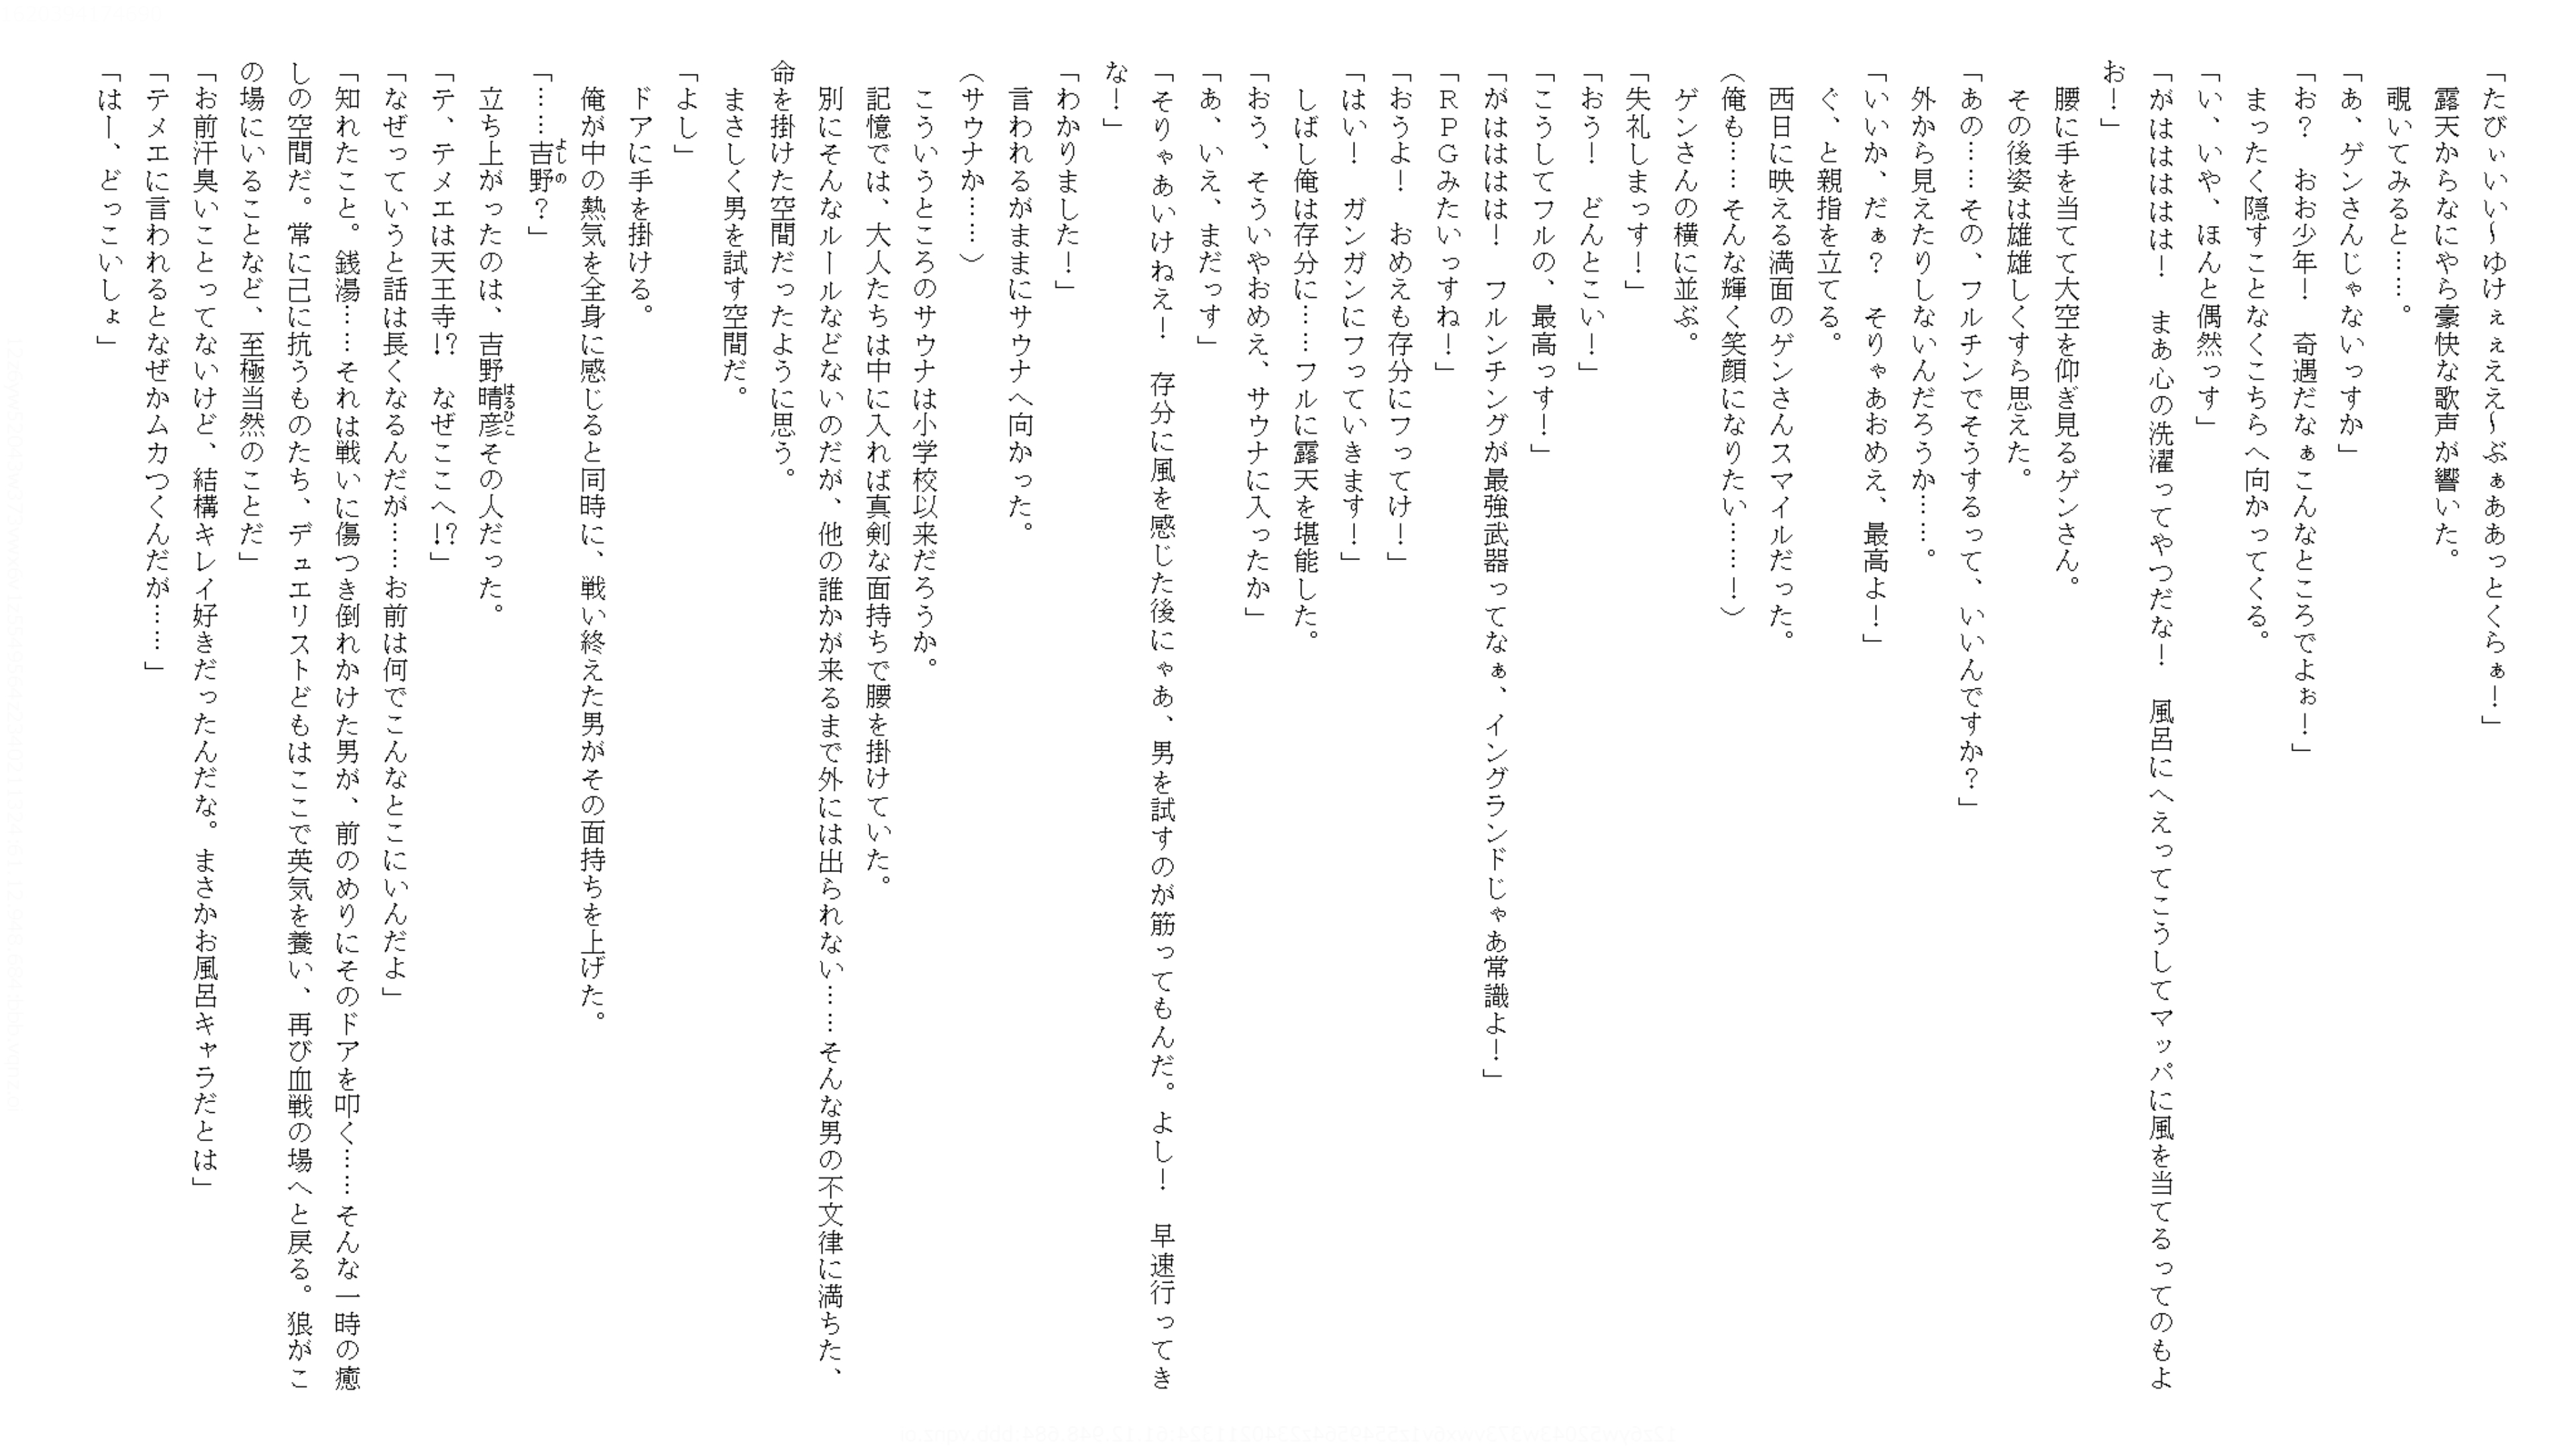 「たびぃいい～ゆけぇぇええ～ぶぁああっとくらぁ！」
　露天からなにやら豪快な歌声が響いた。
　覗いてみると……。
「あ、ゲンさんじゃないっすか」
「お？　おお少年！　奇遇だなぁこんなところでよぉ！」
　まったく隠すことなくこちらへ向かってくる。
「い、いや、ほんと偶然っす」
「がはははははは！　まあ心の洗濯ってやつだな！　風呂にへえってこうしてマッパに風を当てるってのもよ
お！」
　腰に手を当てて大空を仰ぎ見るゲンさん。
　その後姿は雄雄しくすら思えた。
「あの……その、フルチンでそうするって、いいんですか？」
　外から見えたりしないんだろうか……。
「いいか、だぁ？　そりゃあおめえ、最高よ！」
　ぐ、と親指を立てる。
　西日に映える満面のゲンさんスマイルだった。
（俺も……そんな輝く笑顔になりたい……！）
　ゲンさんの横に並ぶ。
「失礼しまっす！」
「おう！　どんとこい！」
「こうしてフルの、最高っす！」
「がはははは！　フルンチングが最強武器ってなぁ、イングランドじゃあ常識よ！」
「ＲＰＧみたいっすね！」
「おうよ！　おめえも存分にフってけ！」
「はい！　ガンガンにフっていきます！」
　しばし俺は存分に……フルに露天を堪能した。
「おう、そういやおめえ、サウナに入ったか」
「あ、いえ、まだっす」
「そりゃあいけねえ！　存分に風を感じた後にゃあ、男を試すのが筋ってもんだ。よし！　早速行ってき
な！」
「わかりました！」
　言われるがままにサウナへ向かった。
（サウナか……）
　こういうところのサウナは小学校以来だろうか。
　記憶では、大人たちは中に入れば真剣な面持ちで腰を掛けていた。
　別にそんなルールなどないのだが、他の誰かが来るまで外には出られない……そんな男の不文律に満ちた、
命を掛けた空間だったように思う。
　まさしく男を試す空間だ。
「よし」
　ドアに手を掛ける。
　俺が中の熱気を全身に感じると同時に、戦い終えた男がその面持ちを上げた。
「……吉野よしの？」
　立ち上がったのは、吉野晴彦はるひこその人だった。
「テ、テメエは天王寺!?　なぜここへ!?」
「なぜっていうと話は長くなるんだが……お前は何でこんなとこにいんだよ」
「知れたこと。銭湯……それは戦いに傷つき倒れかけた男が、前のめりにそのドアを叩く……そんな一時の癒
しの空間だ。常に己に抗うものたち、デュエリストどもはここで英気を養い、再び血戦の場へと戻る。狼がこ
の場にいることなど、至極当然のことだ」
「お前汗臭いことってないけど、結構キレイ好きだったんだな。まさかお風呂キャラだとは」
「テメエに言われるとなぜかムカつくんだが……」
「はー、どっこいしょ」